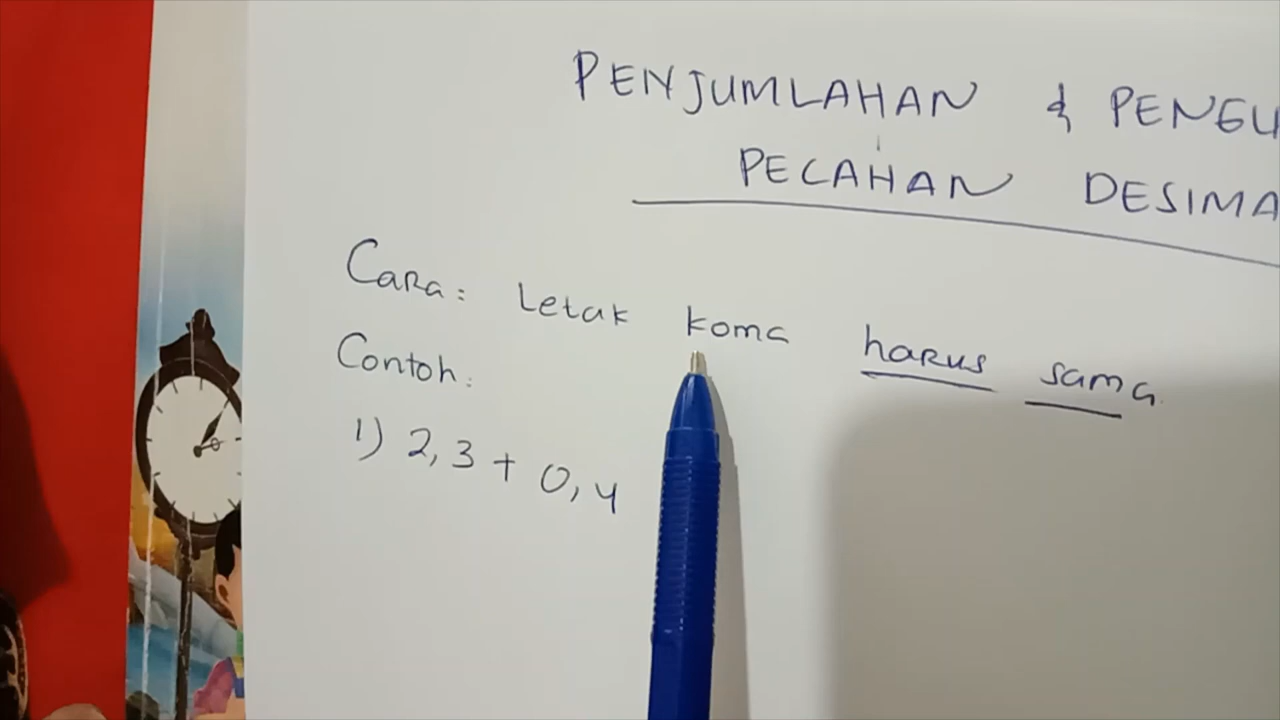 PENJUMLAHAN & PENGU
PECAHAN DESIMA
Cara: Letak koma harus sama.
Contoh:
1) 2,3 + 0,4